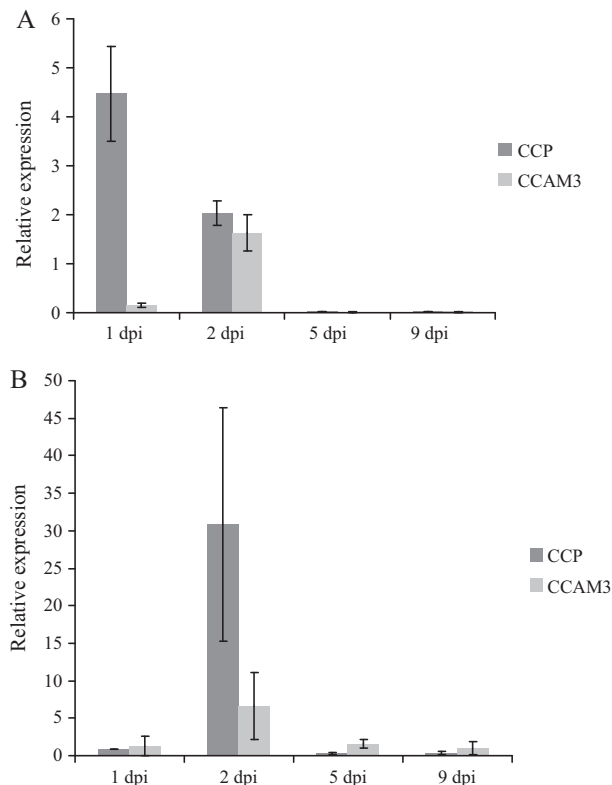 A
Relative expression
6
5
4
3
2
1
0
1 dpi 2 dpi 5 dpi 9 dpi
CCP
CCAM3
B
Relative expression
50
45
40
35
30
25
20
15
10
5
0
1 dpi 2 dpi 5 dpi 9 dpi
CCP
CCAM3